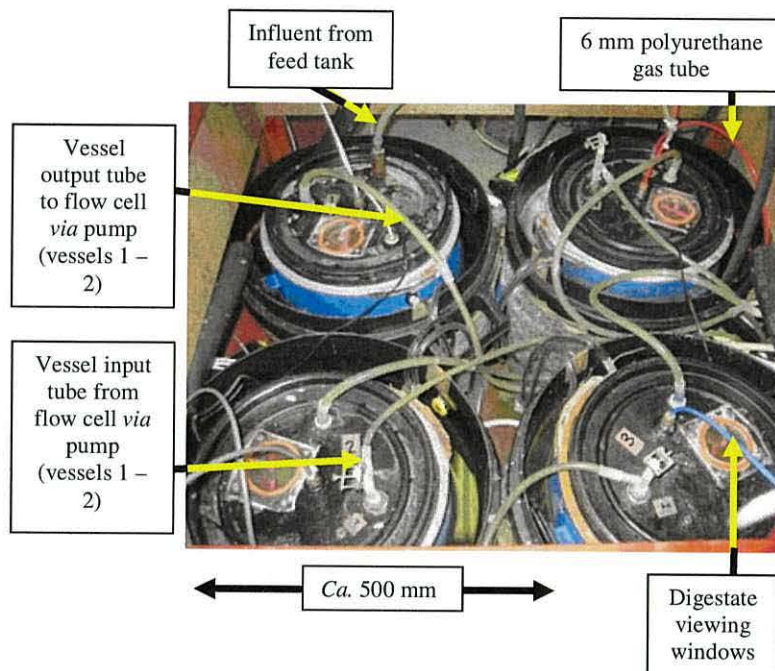 Influent from
feed tank
6 mm polyurethane
gas tube
Vessel
output tube
to flow cell
via pump
(vessels 1 –
2)
Vessel input
tube from
flow cell via
pump
(vessels 1 –
2)
2
3
Ca. 500 mm
Digestate
viewing
windows